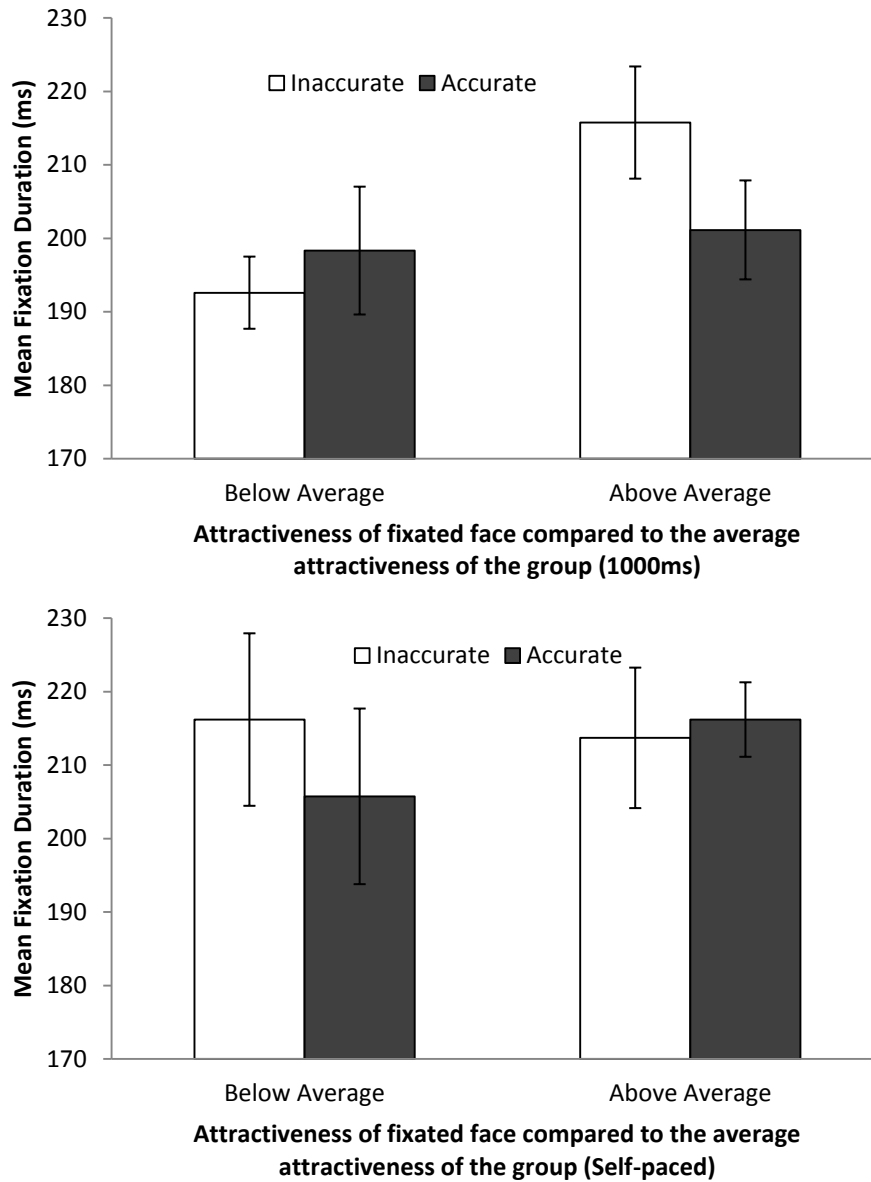 230
220
210
200
190
180
170
Mean Fixation Duration (ms)
Inaccurate Accurate
Below Average Above Average
Attractiveness of fixated face compared to the average
attractiveness of the group (1000ms)
230
220
210
200
190
180
170
Mean Fixation Duration (ms)
Inaccurate Accurate
Below Average Above Average
Attractiveness of fixated face compared to the average
attractiveness of the group (Self-paced)